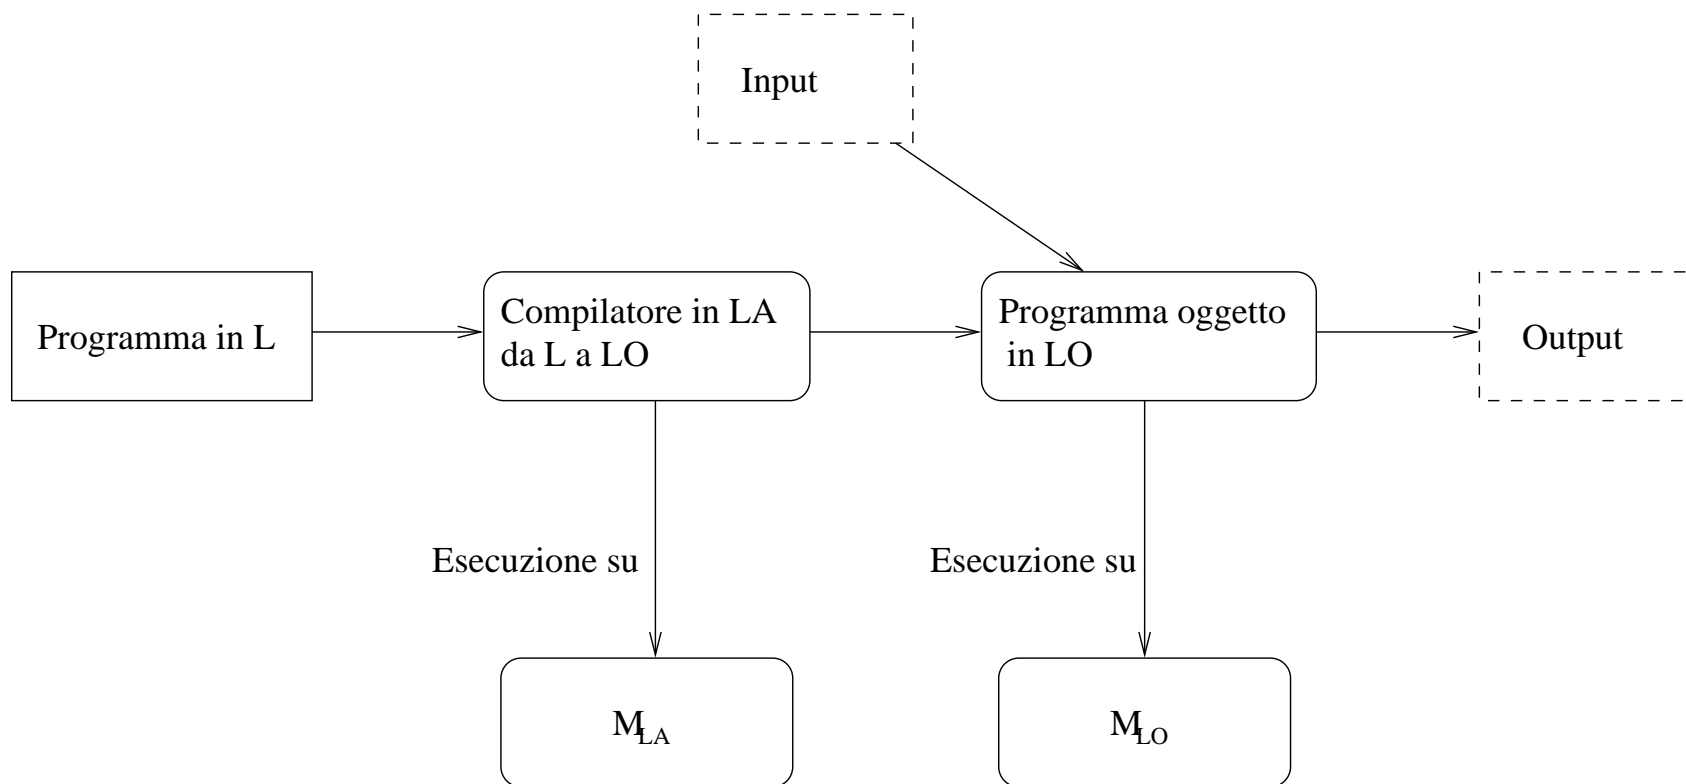 Input
Programma in L
Compilatore in LA
da L a LO
Programma oggetto
in LO
Output
Esecuzione su
Esecuzione su
M_LA
M_LO